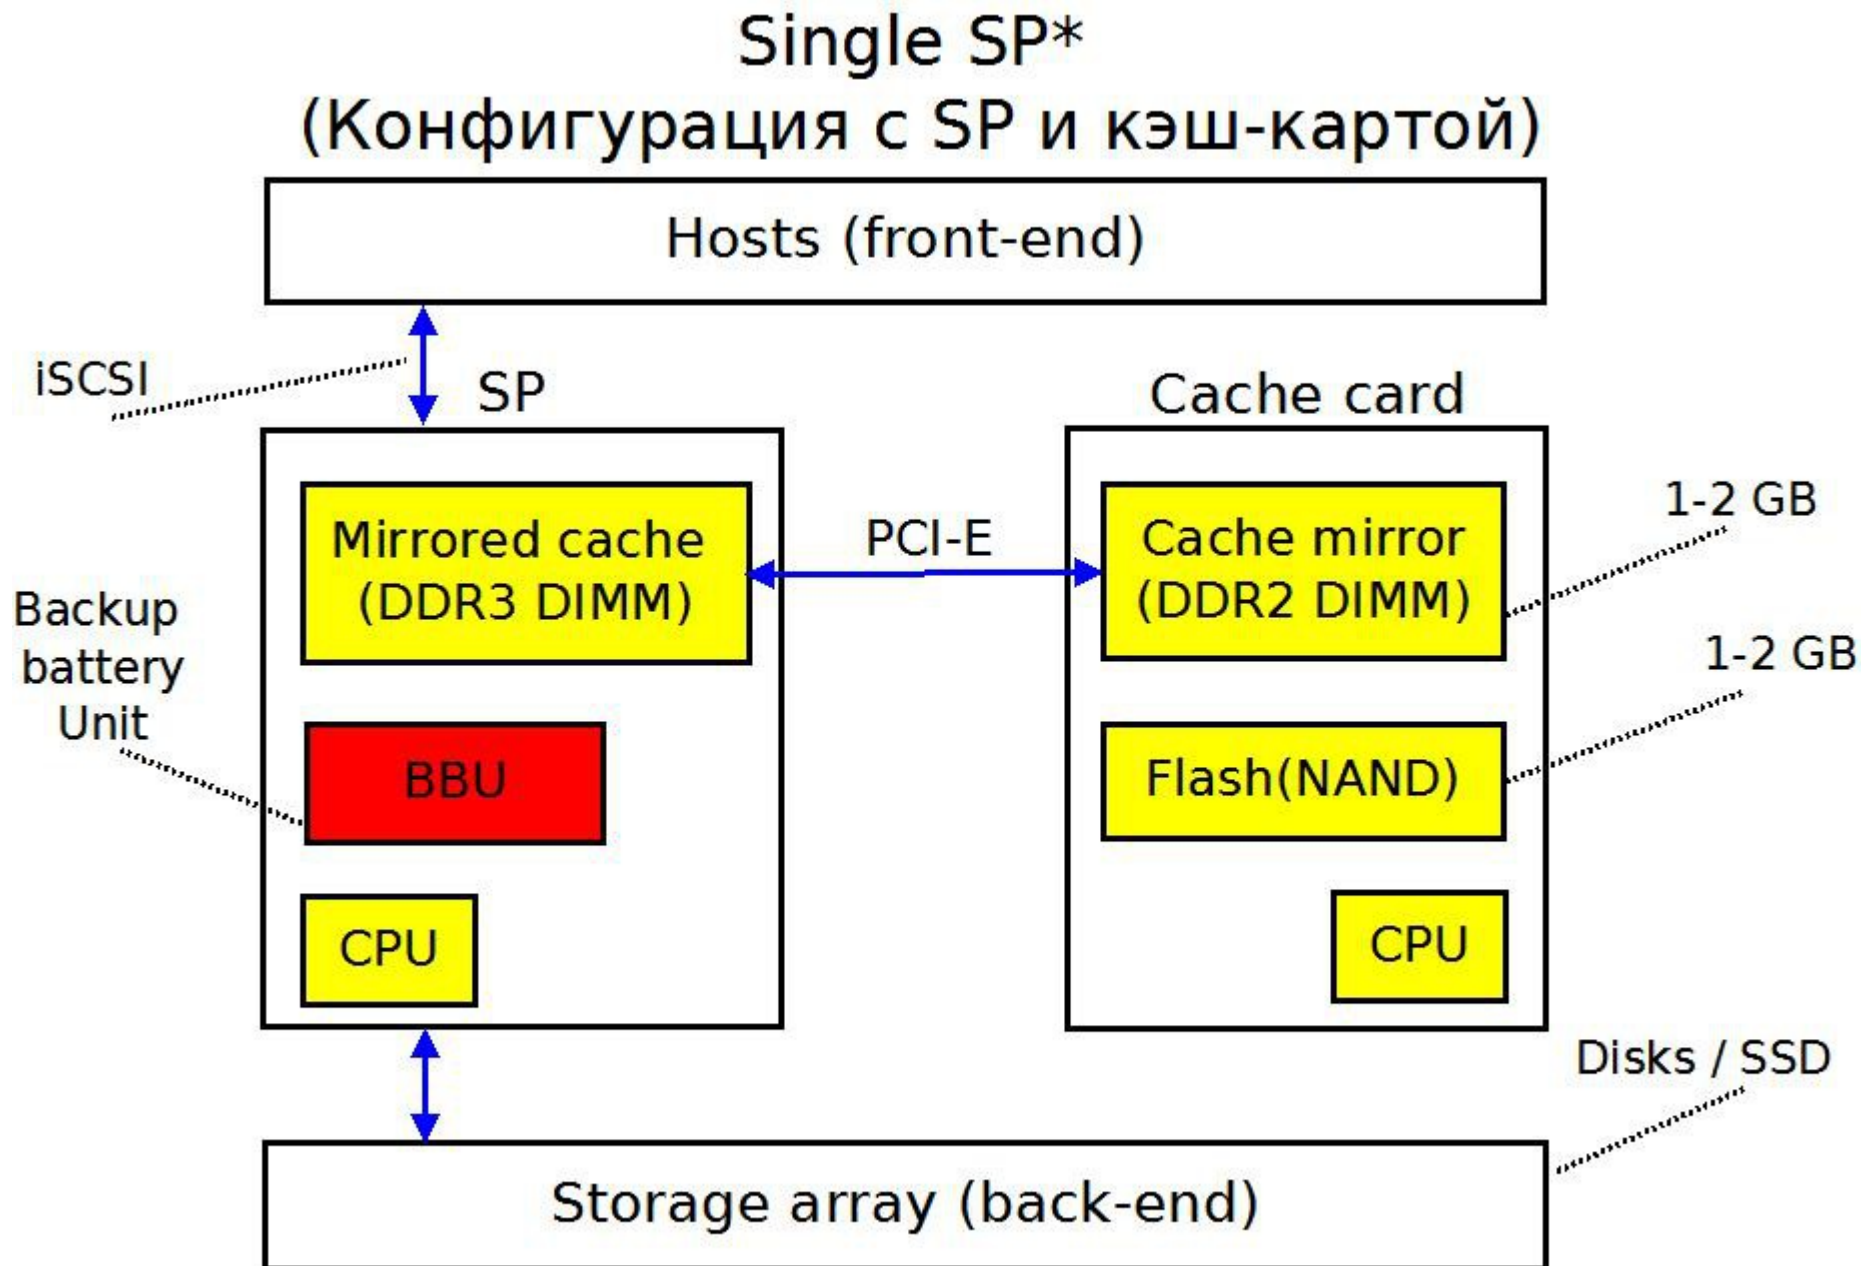 Single SP*
(Конфигурация с SP и кэш-картой)
Hosts (front-end)
iSCSI
SP
Cache card
Mirrored cache
(DDR3 DIMM)
PCI-E
Cache mirror
(DDR2 DIMM)
1-2 GB
Backup
battery
Unit
BBU
Flash(NAND)
1-2 GB
CPU
CPU
Disks / SSD
Storage array (back-end)